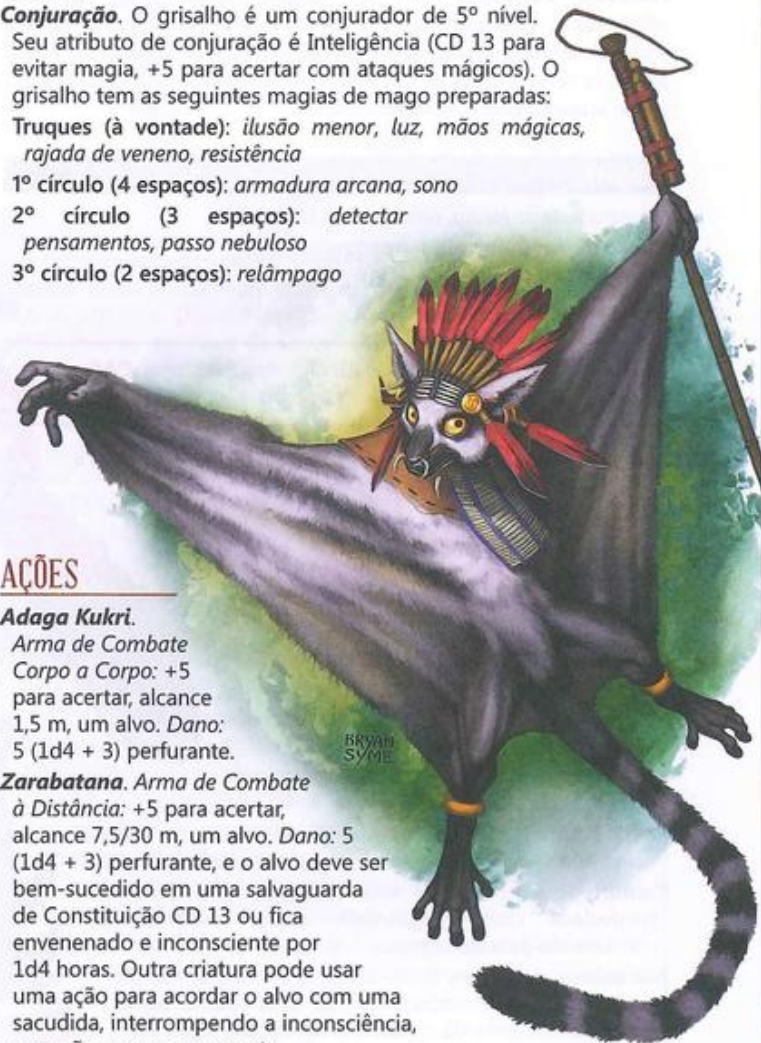 Conjuração. O grisalho é um conjurador de 5º nível.
Seu atributo de conjuração é Inteligência (CD 13 para
evitar magia, +5 para acertar com ataques mágicos). O
grisalho tem as seguintes magias de mago preparadas:
Truques (à vontade): ilusão menor, luz, mãos mágicas,
rajada de veneno, resistência
1º círculo (4 espaços): armadura arcana, sono
2º círculo (3 espaços): detectar
pensamentos, passo nebuloso
3º círculo (2 espaços): relâmpago
AÇÕES
Adaga Kukri.
Arma de Combate
Corpo a Corpo: +5
para acertar, alcance
1,5 m, um alvo. Dano:
5 (1d4 + 3) perfurante.
BRYAN
SYME
Zarabatana. Arma de Combate
à Distância: +5 para acertar,
alcance 7,5/30 m, um alvo. Dano: 5
(1d4 + 3) perfurante, e o alvo deve ser
bem-sucedido em uma salvaguarda
de Constituição CD 13 ou fica
envenenado e inconsciente por
1d4 horas. Outra criatura pode usar
uma ação para acordar o alvo com uma
sacudida, interrompendo a inconsciência,